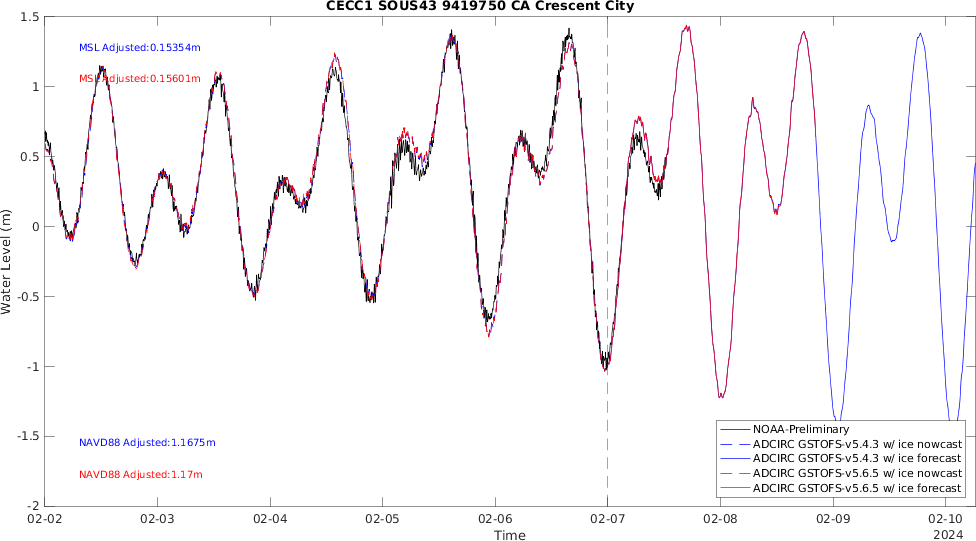 CECC1 SOUS43 9419750 CA Crescent City
1.5
1
0.5
0
-0.5
-1
-1.5
-2
Water Level (m)
MSL Adjusted:0.15354m
MSL Adjusted:0.15601m
NAVD88 Adjusted:1.1675m
NAVD88 Adjusted:1.17m
NOAA-Preliminary
ADCIRC GSTOFS-v5.4.3 w/ ice nowcast
ADCIRC GSTOFS-v5.4.3 w/ ice forecast
ADCIRC GSTOFS-v5.6.5 w/ ice nowcast
ADCIRC GSTOFS-v5.6.5 w/ ice forecast
02-02 02-03 02-04 02-05 02-06 02-07 02-08 02-09 02-10
Time
2024